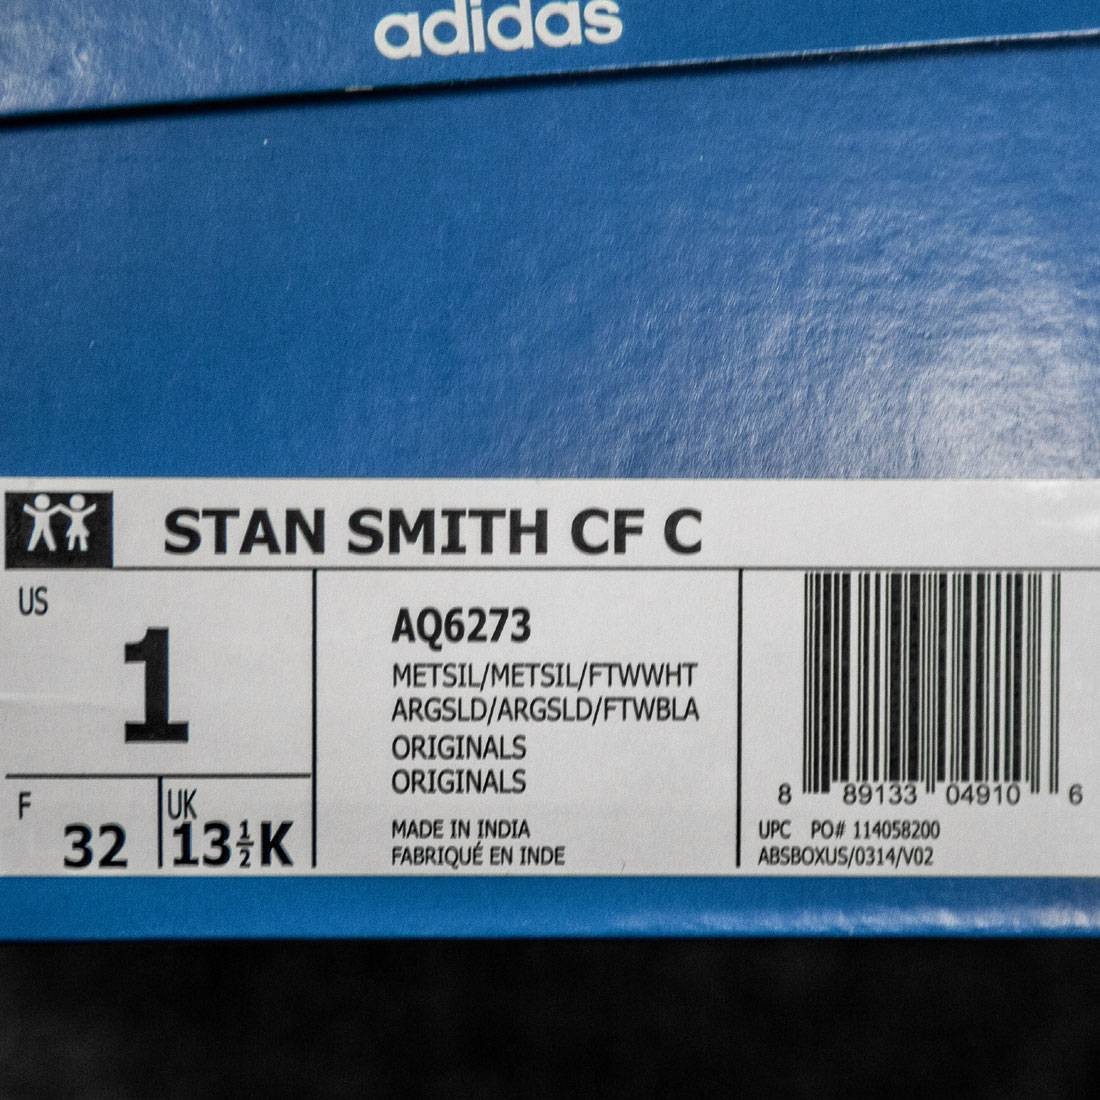 adidas
STAN SMITH CF C
US
1
F
32
UK
13½K
AQ6273
METSIL/METSIL/FTWWHT
ARGSLD/ARGSLD/FTWBLA
ORIGINALS
ORIGINALS
MADE IN INDIA
FABRIQUÉ EN INDE
8 89133 04910 6
UPC PO# 114058200
ABSBOXUS/0314/V02